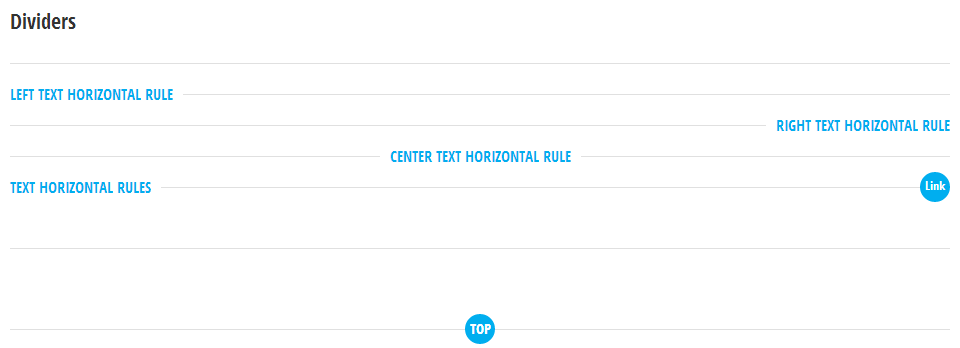 Dividers
LEFT TEXT HORIZONTAL RULE
RIGHT TEXT HORIZONTAL RULE
CENTER TEXT HORIZONTAL RULE
TEXT HORIZONTAL RULES Link
TOP